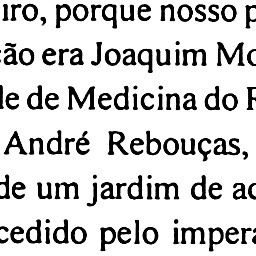 iro, porque nosso p
ção era Joaquim Mo
de de Medicina do R
André Rebouças,
de um jardim de ac
cedido pelo impera